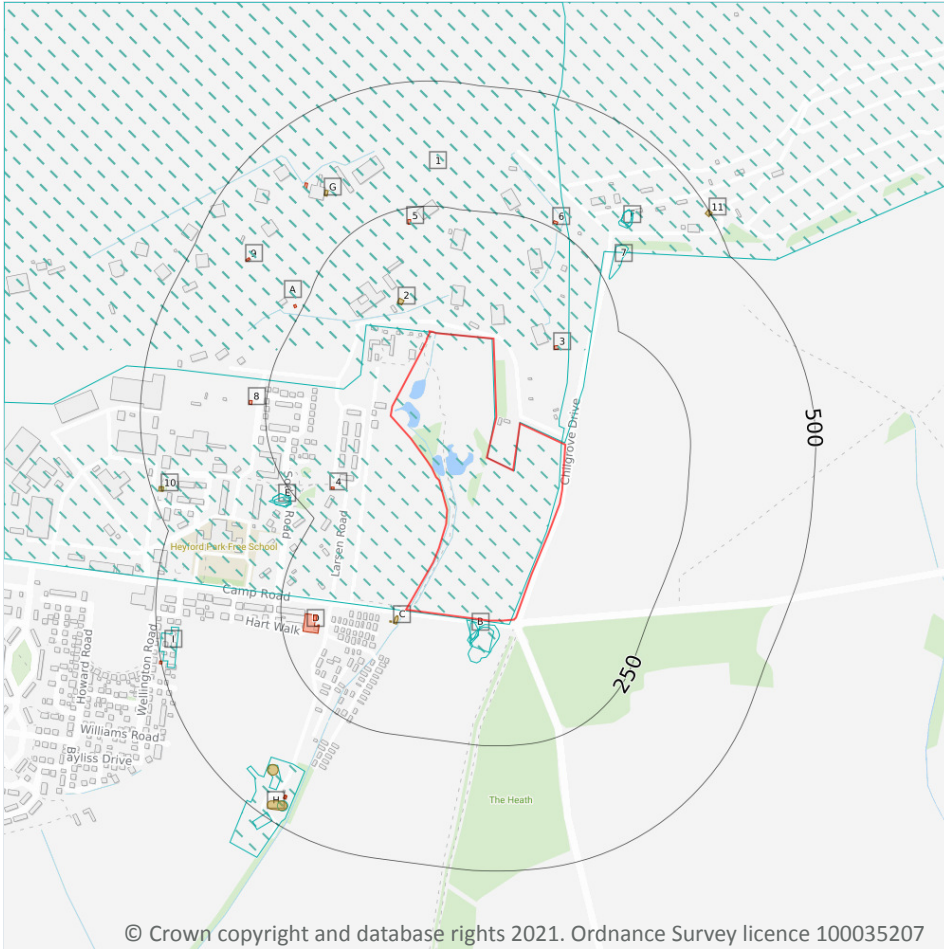 1
G
5
6
J
11
9
7
A
2
3
500
8
Chilgrove Drive
10
E
4
Road
Larsen Road
Heyford Park Free School
Camp Road
C
D
B
Hart Walk
I
Howard Road
Wellington Road
250
Williams Road
Bayliss Drive
H
The Heath
© Crown copyright and database rights 2021. Ordnance Survey licence 100035207